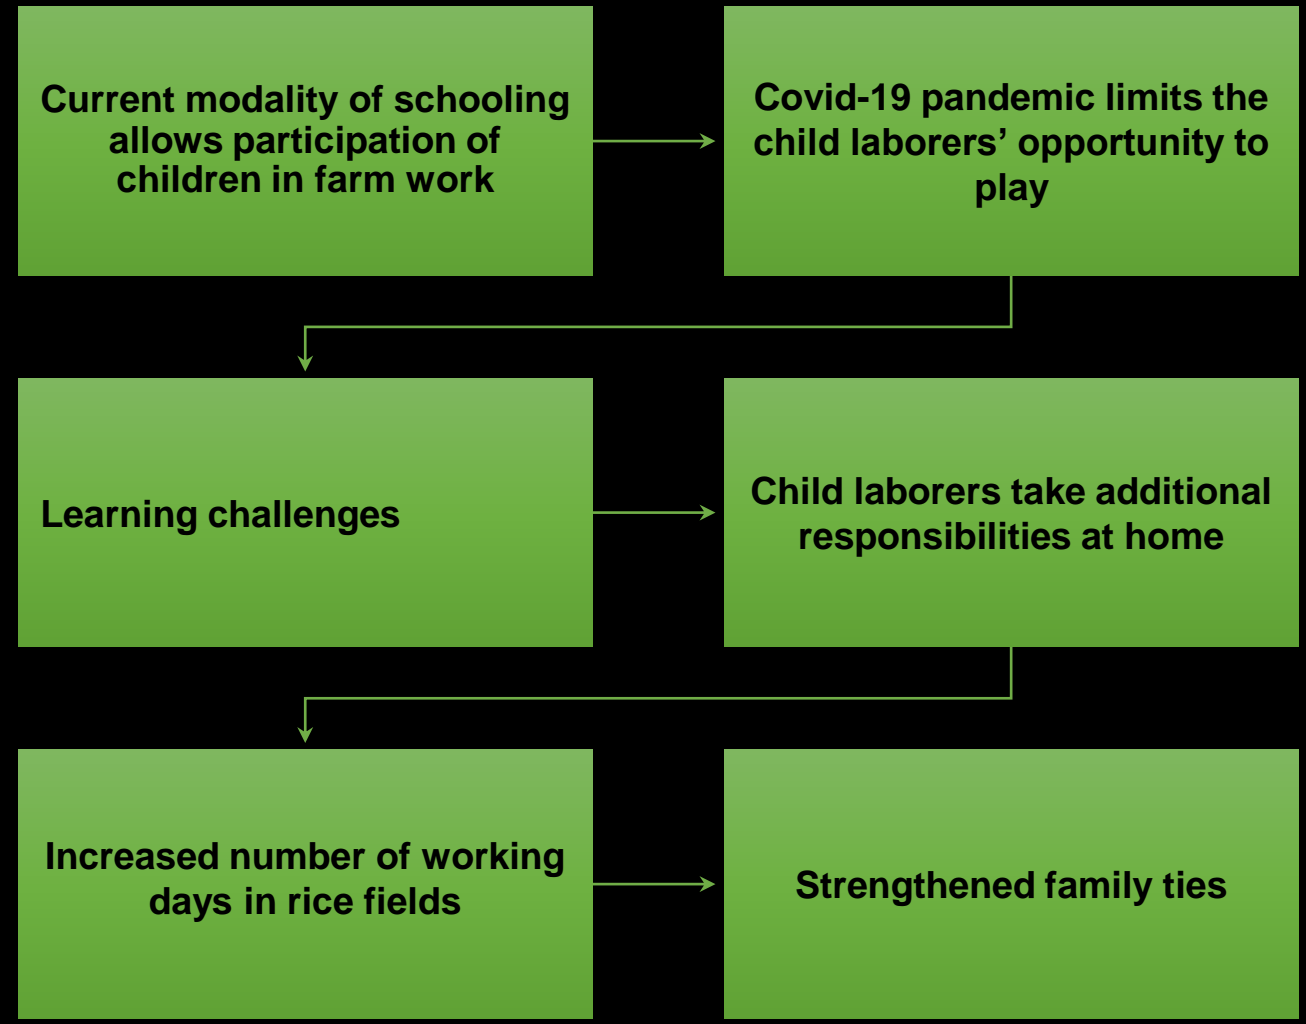 Current modality of schooling
allows participation of
children in farm work
Covid-19 pandemic limits the
child laborers’ opportunity to
play
Learning challenges
Child laborers take additional
responsibilities at home
Increased number of working
days in rice fields
Strengthened family ties